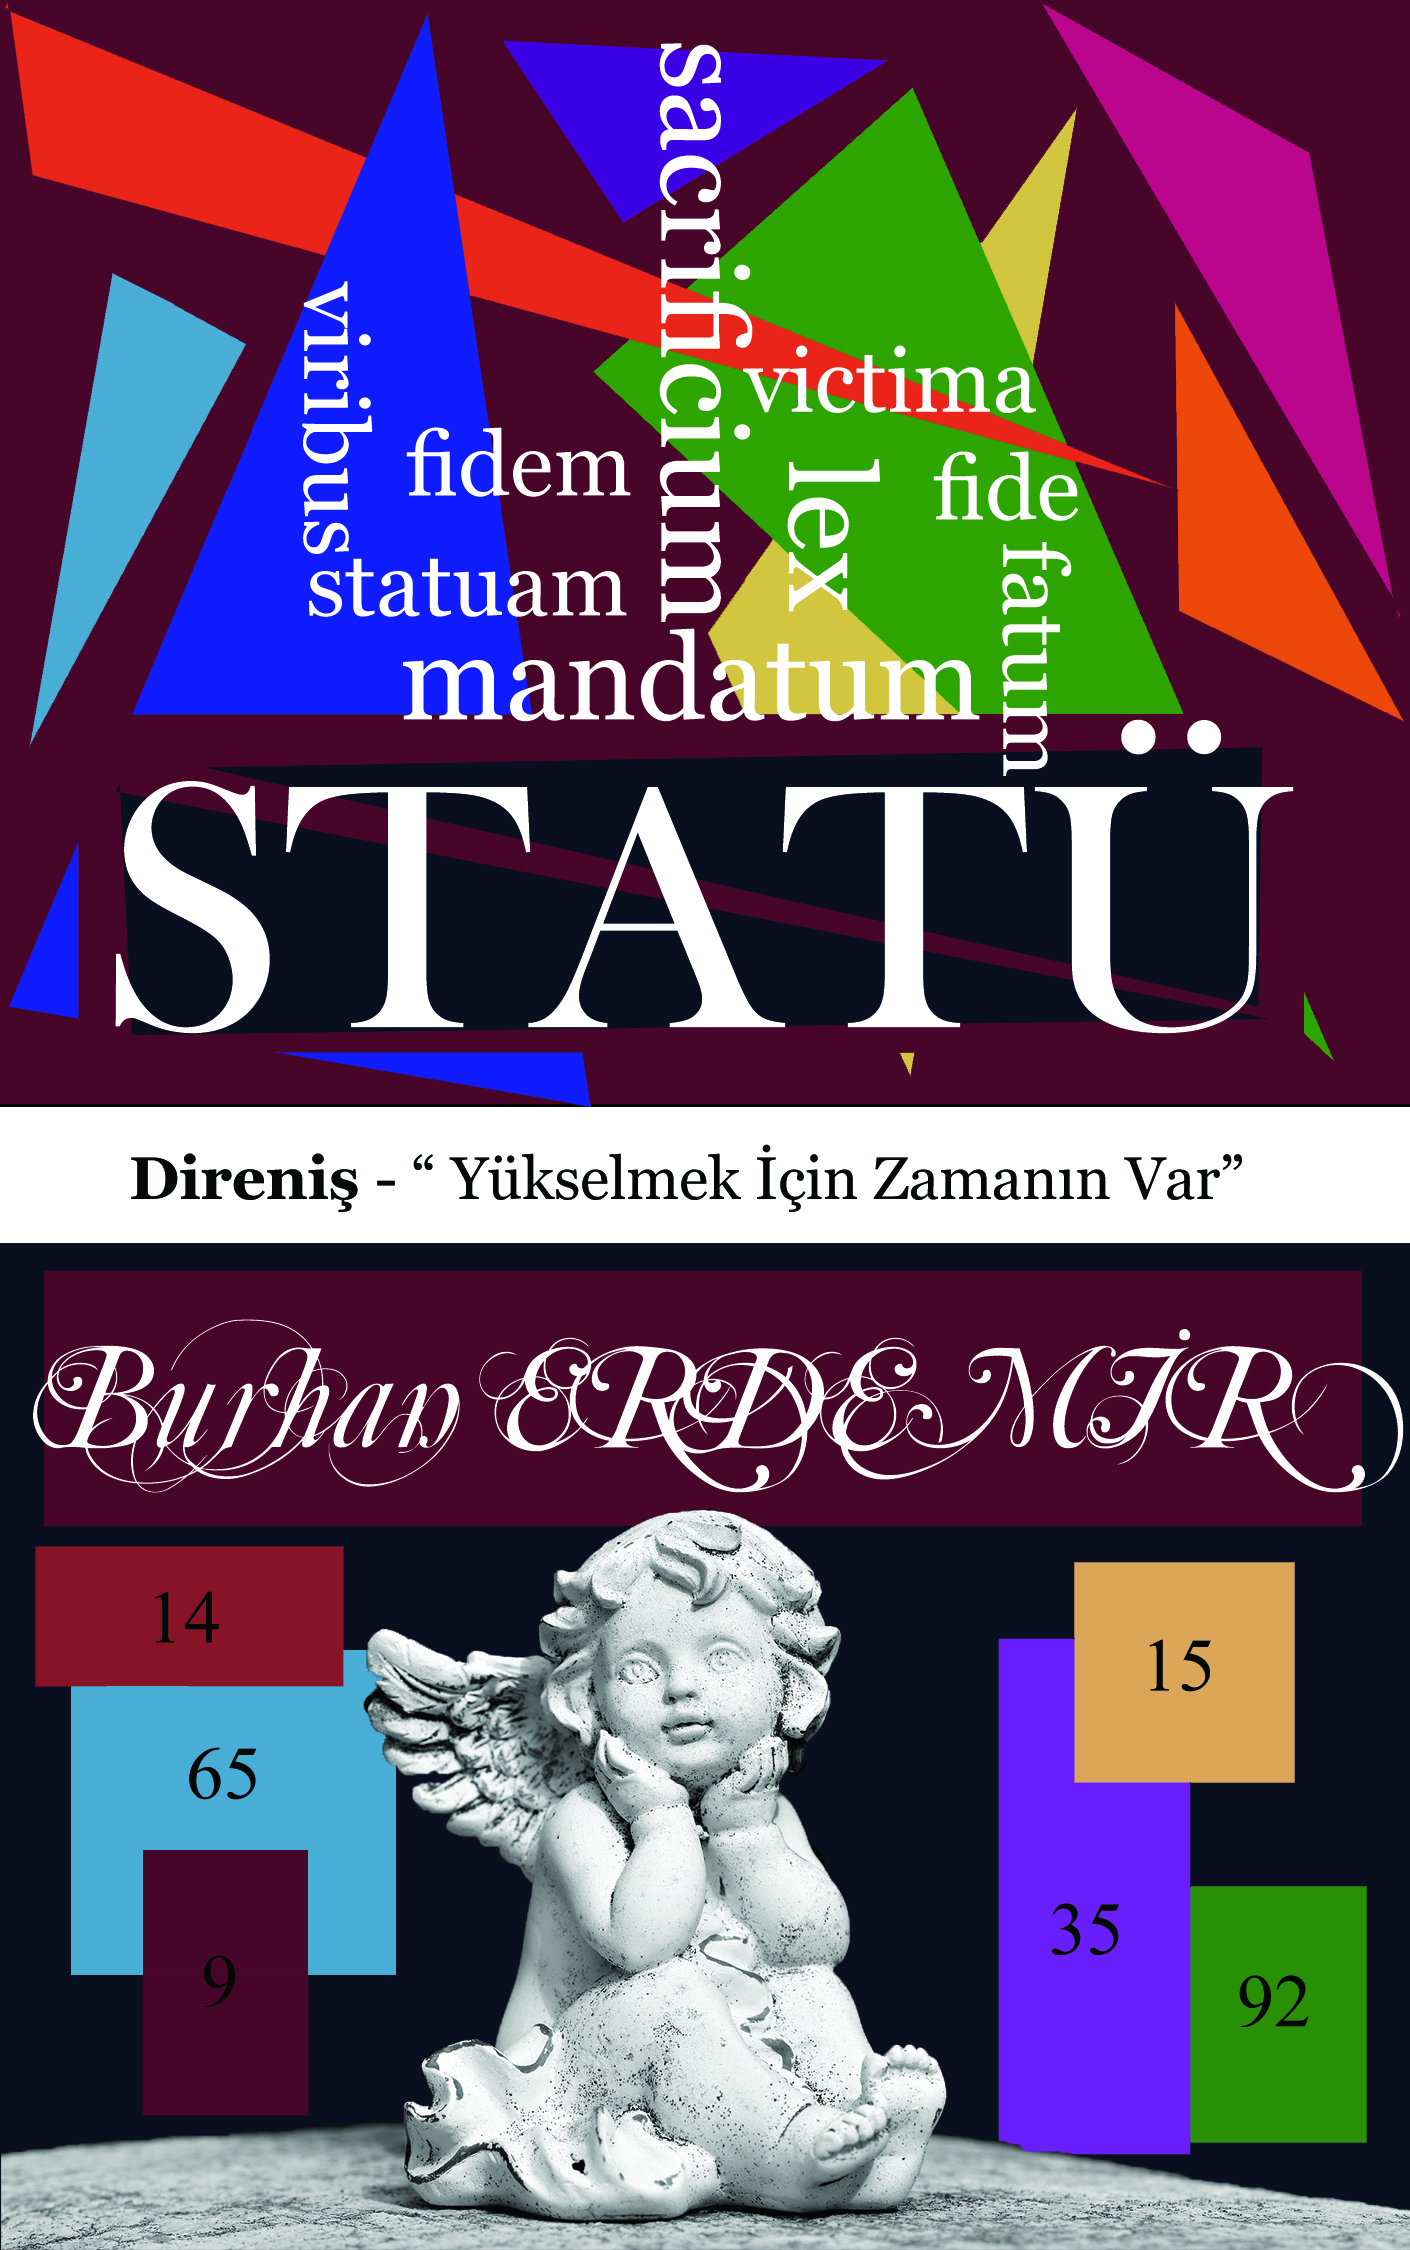 sacrificium
viribus
victima
fidem
lex
fide
statuam
fatum
mandatum
STATÜ
Direniş - “ Yükselmek İçin Zamanın Var”
Burhan ERDEMİR
14
15
65
35
9
92